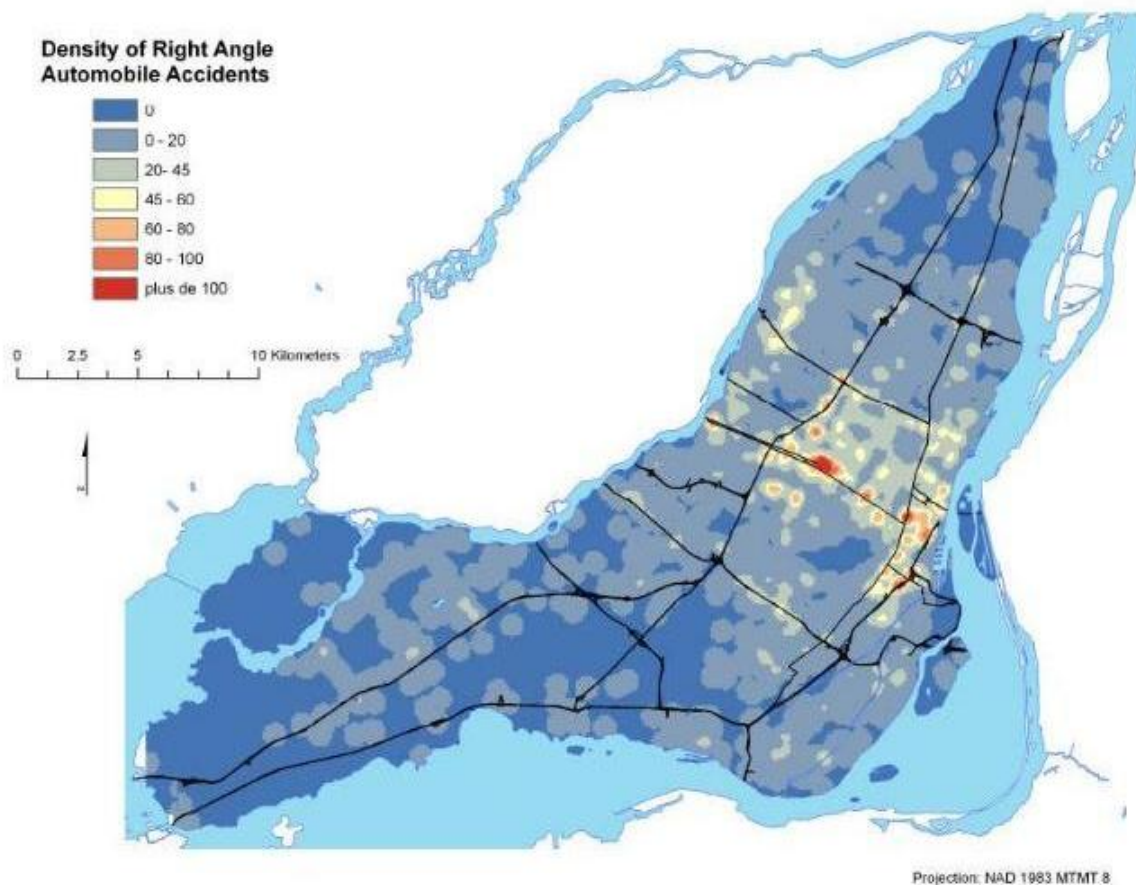 Density of Right Angle
Automobile Accidents
0
0 - 20
20- 45
45 - 60
60 - 80
80 - 100
plus de 100
0 2.5 5 10 Kilometers
Projection: NAD 1983 MTMT 8